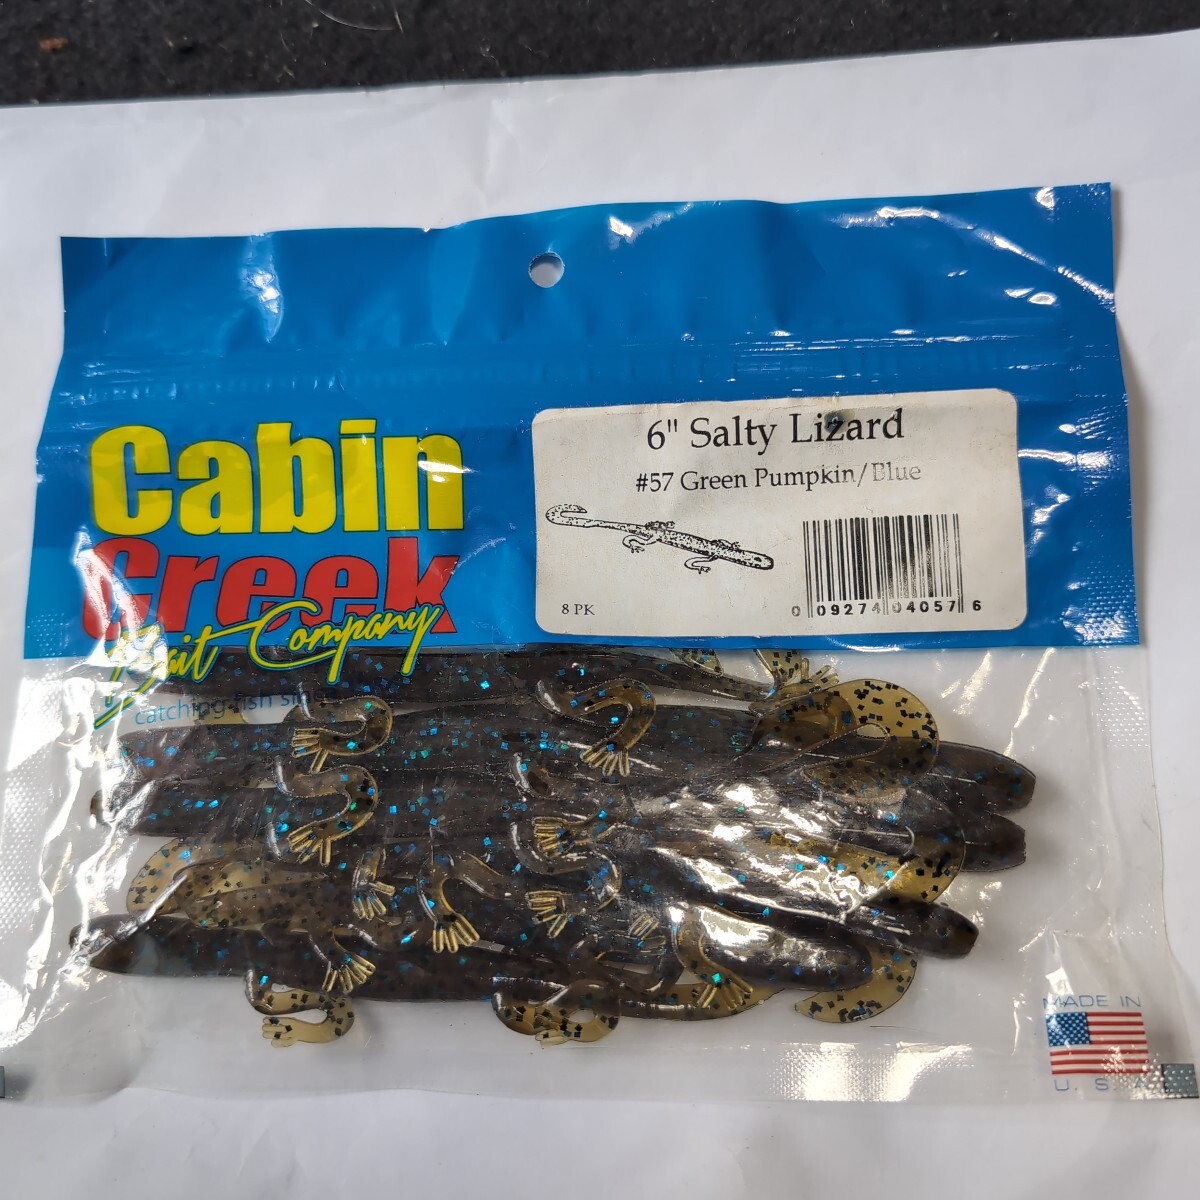 Cabin
Creek
Bait Company
catching fish
6" Salty Lizard
#57 Green Pumpkin/Blue
8 PK
0 09274 04057 6
MADE IN
U. S. A